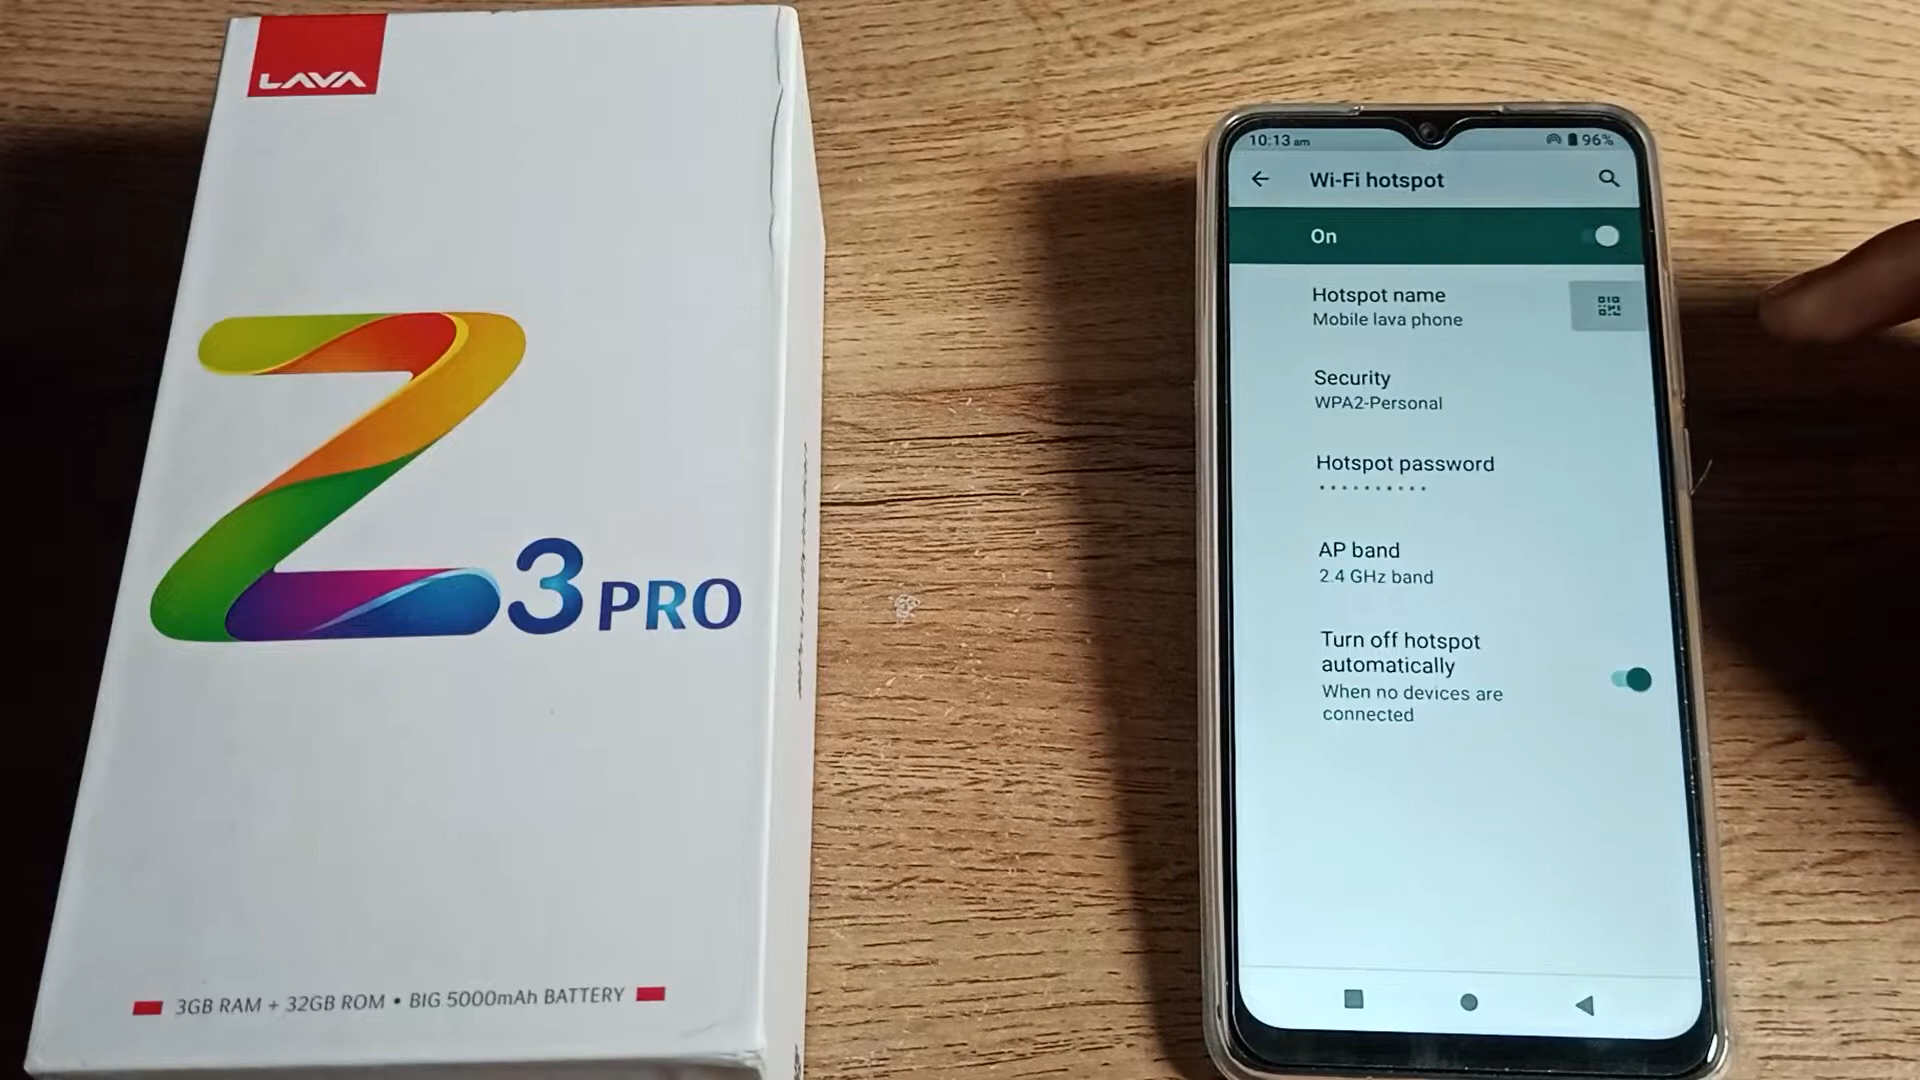 LAVA
Z3 PRO
3GB RAM + 32GB ROM • BIG 5000mAh BATTERY
10:13 am
96%
Wi-Fi hotspot
On
Hotspot name
Mobile lava phone
Security
WPA2-Personal
Hotspot password
··········
AP band
2.4 GHz band
Turn off hotspot
automatically
When no devices are
connected